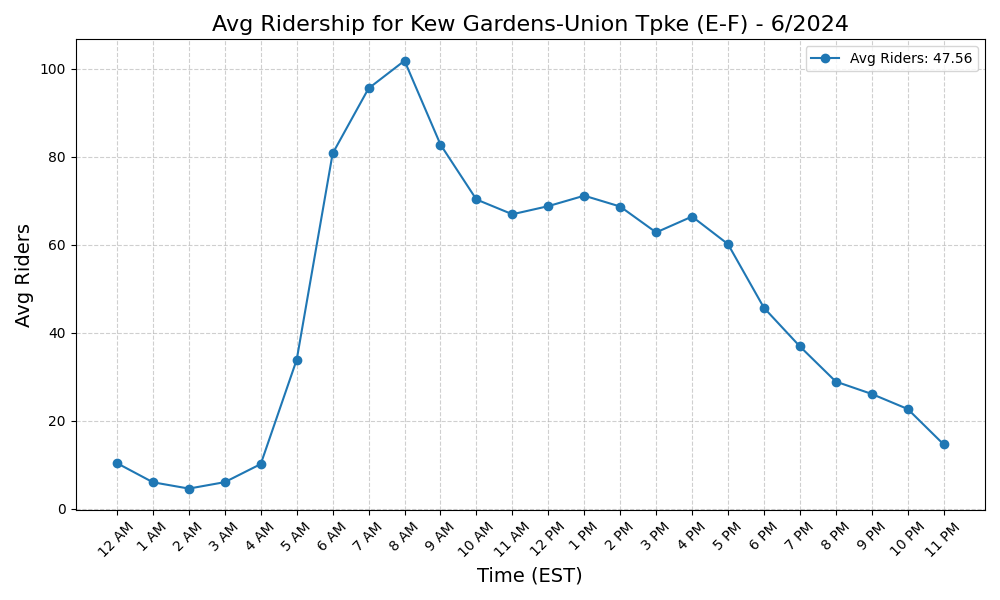 Avg Ridership for Kew Gardens-Union Tpke (E-F) - 6/2024
Avg Riders: 47.56
Avg Riders
100
80
60
40
20
0
12 AM
1 AM
2 AM
3 AM
4 AM
5 AM
6 AM
7 AM
8 AM
9 AM
10 AM
11 AM
12 PM
1 PM
2 PM
3 PM
4 PM
5 PM
6 PM
7 PM
8 PM
9 PM
10 PM
11 PM
Time (EST)